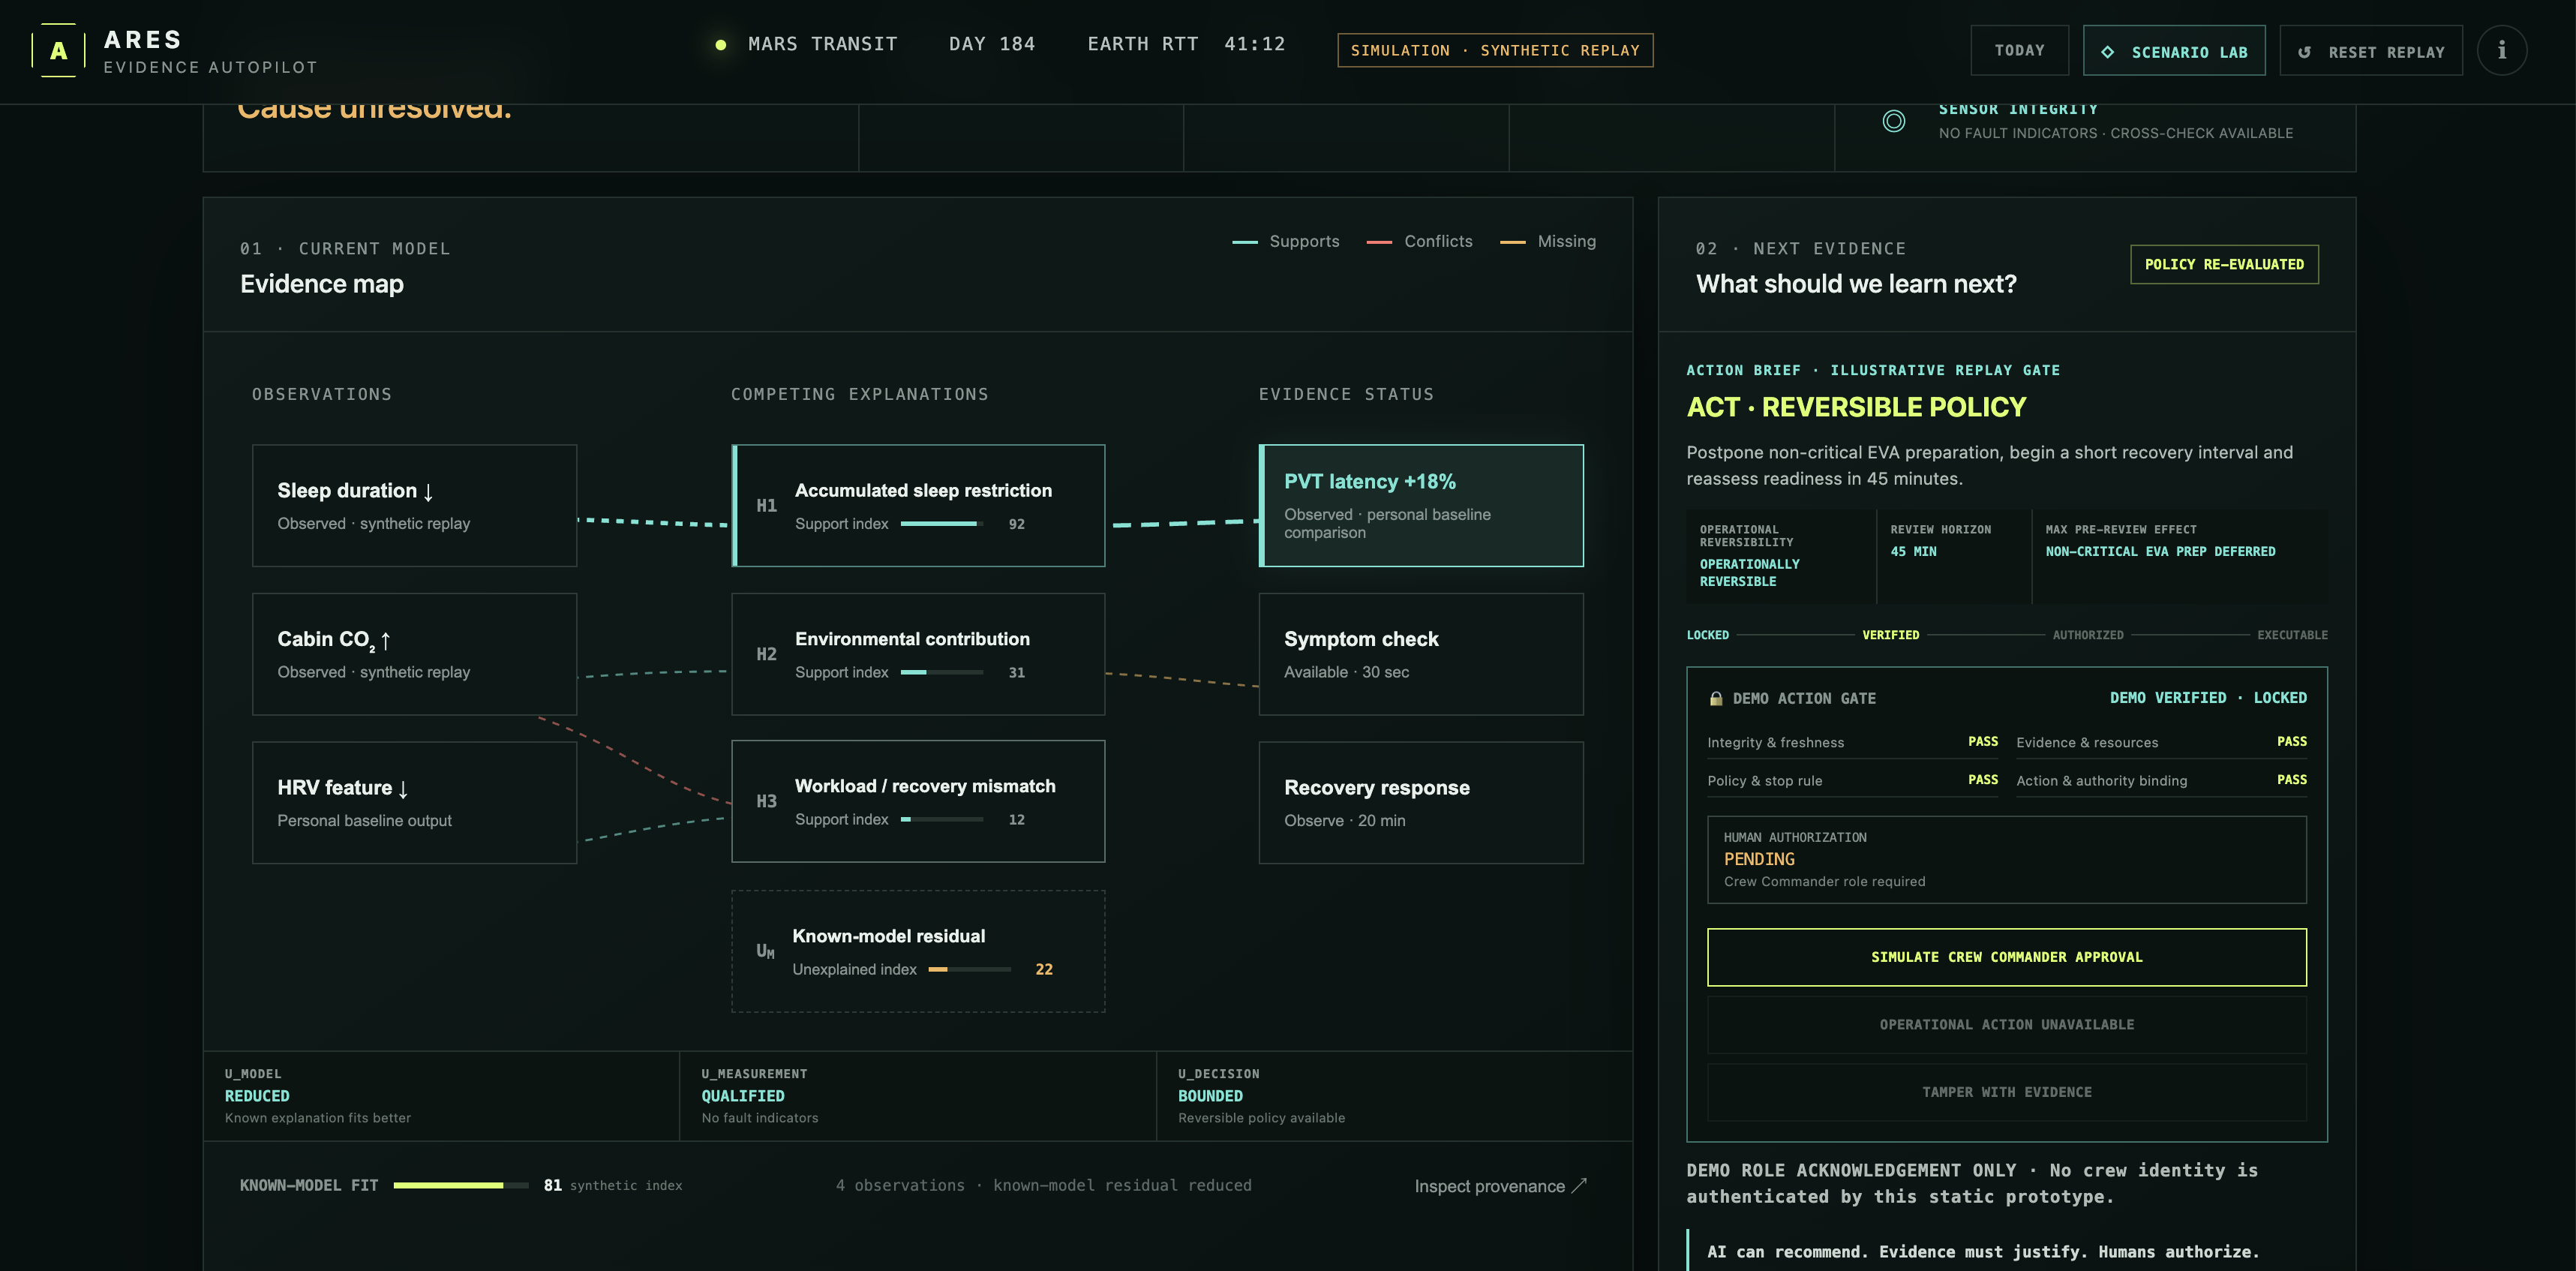 A
ARES
EVIDENCE AUTOPILOT
MARS TRANSIT
DAY 184
EARTH RTT 41:12
SIMULATION · SYNTHETIC REPLAY
TODAY
◇ SCENARIO LAB
↺ RESET REPLAY
i
Cause unresolved.
SENSOR INTEGRITY
NO FAULT INDICATORS · CROSS-CHECK AVAILABLE
01 · CURRENT MODEL
Evidence map
Supports
Conflicts
Missing
OBSERVATIONS
COMPETING EXPLANATIONS
EVIDENCE STATUS
Sleep duration ↓
Observed · synthetic replay
Cabin CO₂ ↑
Observed · synthetic replay
HRV feature ↓
Personal baseline output
H1
Accumulated sleep restriction
Support index 92
H2
Environmental contribution
Support index 31
H3
Workload / recovery mismatch
Support index 12
UM
Known-model residual
Unexplained index 22
PVT latency +18%
Observed · personal baseline
comparison
Symptom check
Available · 30 sec
Recovery response
Observe · 20 min
U_MODEL
REDUCED
Known explanation fits better
U_MEASUREMENT
QUALIFIED
No fault indicators
U_DECISION
BOUNDED
Reversible policy available
KNOWN-MODEL FIT 81 synthetic index
4 observations · known-model residual reduced
Inspect provenance ↗
02 · NEXT EVIDENCE
What should we learn next?
POLICY RE-EVALUATED
ACTION BRIEF · ILLUSTRATIVE REPLAY GATE
ACT · REVERSIBLE POLICY
Postpone non-critical EVA preparation, begin a short recovery interval and
reassess readiness in 45 minutes.
OPERATIONAL
REVERSIBILITY
OPERATIONALLY
REVERSIBLE
REVIEW HORIZON
45 MIN
MAX PRE-REVIEW EFFECT
NON-CRITICAL EVA PREP DEFERRED
LOCKED
VERIFIED
AUTHORIZED
EXECUTABLE
🔒 DEMO ACTION GATE
DEMO VERIFIED · LOCKED
Integrity & freshness PASS
Evidence & resources PASS
Policy & stop rule PASS
Action & authority binding PASS
HUMAN AUTHORIZATION
PENDING
Crew Commander role required
SIMULATE CREW COMMANDER APPROVAL
OPERATIONAL ACTION UNAVAILABLE
TAMPER WITH EVIDENCE
DEMO ROLE ACKNOWLEDGEMENT ONLY · No crew identity is
authenticated by this static prototype.
AI can recommend. Evidence must justify. Humans authorize.